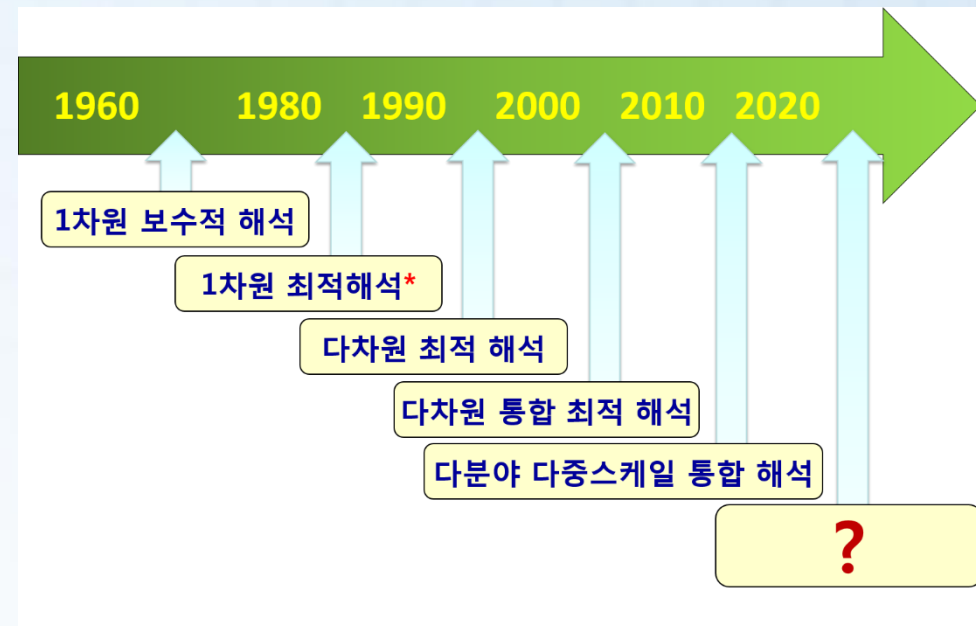 1960 1980 1990 2000 2010 2020
1차원 보수적 해석
1차원 최적해석*
다차원 최적 해석
다차원 통합 최적 해석
다분야 다중스케일 통합 해석
?